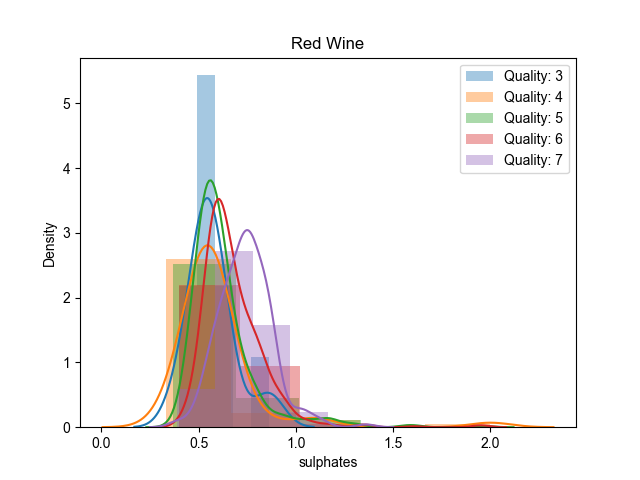 Red Wine
Quality: 3
Quality: 4
Quality: 5
Quality: 6
Quality: 7
Density
5
4
3
2
1
0
0.0 0.5 1.0 1.5 2.0
sulphates